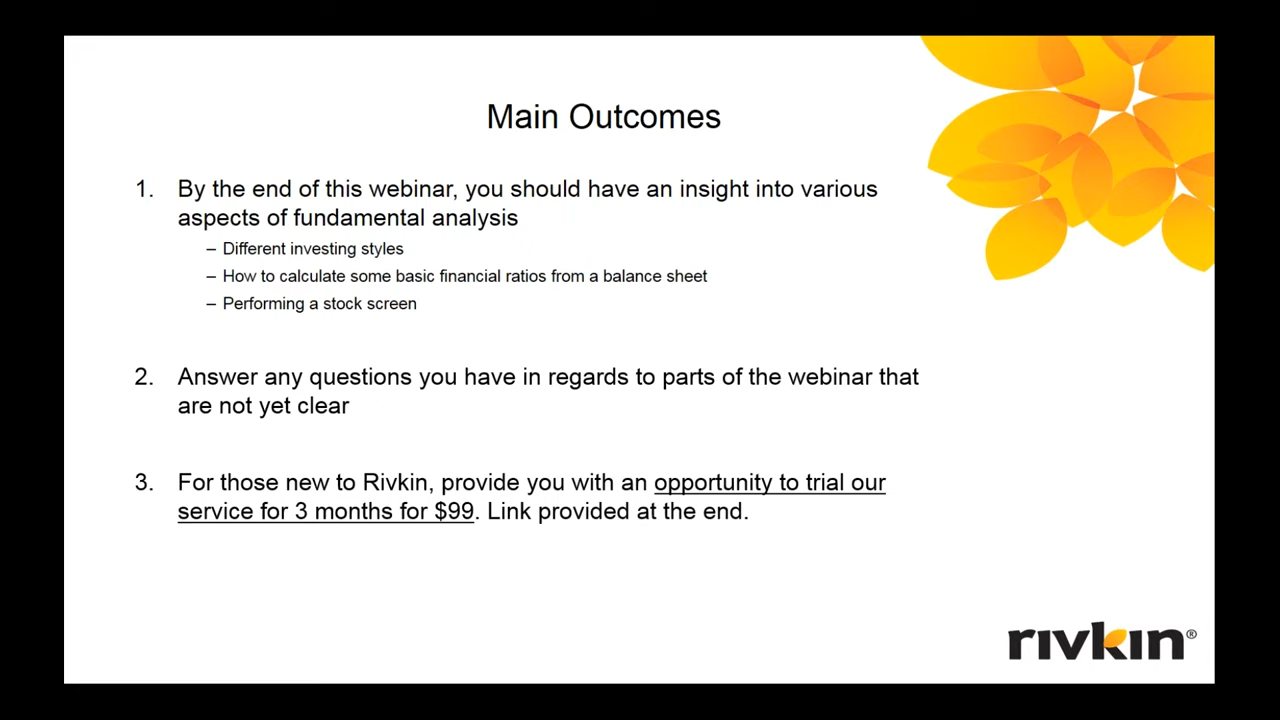 Main Outcomes
1. By the end of this webinar, you should have an insight into various
aspects of fundamental analysis
– Different investing styles
– How to calculate some basic financial ratios from a balance sheet
– Performing a stock screen
2. Answer any questions you have in regards to parts of the webinar that
are not yet clear
3. For those new to Rivkin, provide you with an opportunity to trial our
service for 3 months for $99. Link provided at the end.
rivkin®